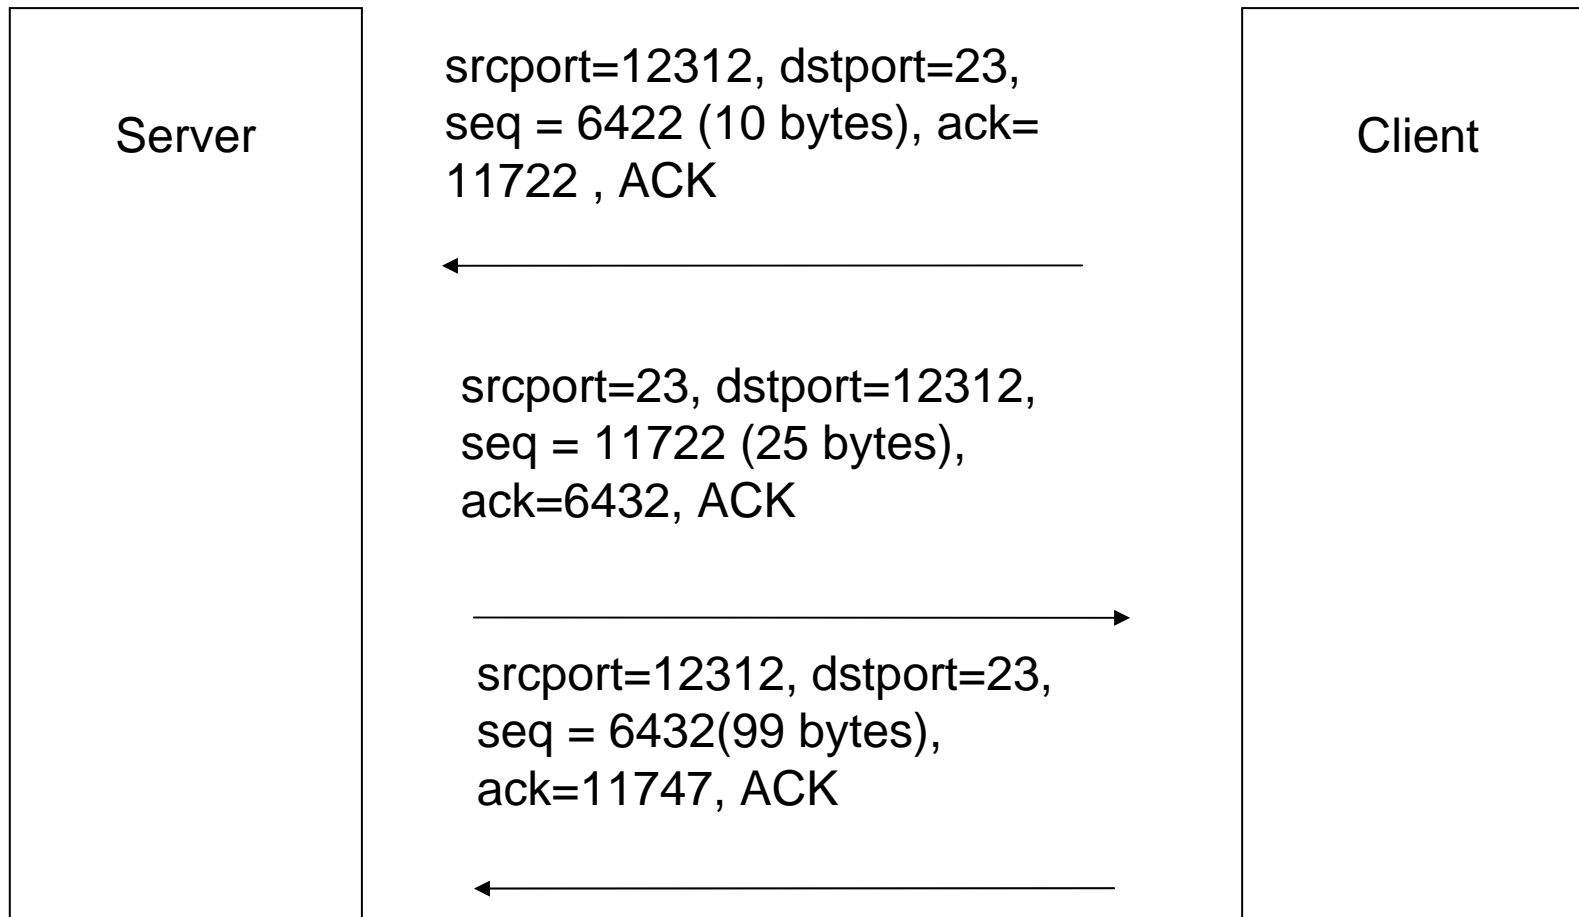 Server
srcport=12312, dstport=23,
seq = 6422 (10 bytes), ack=
11722 , ACK
Client
srcport=23, dstport=12312,
seq = 11722 (25 bytes),
ack=6432, ACK
srcport=12312, dstport=23,
seq = 6432(99 bytes),
ack=11747, ACK